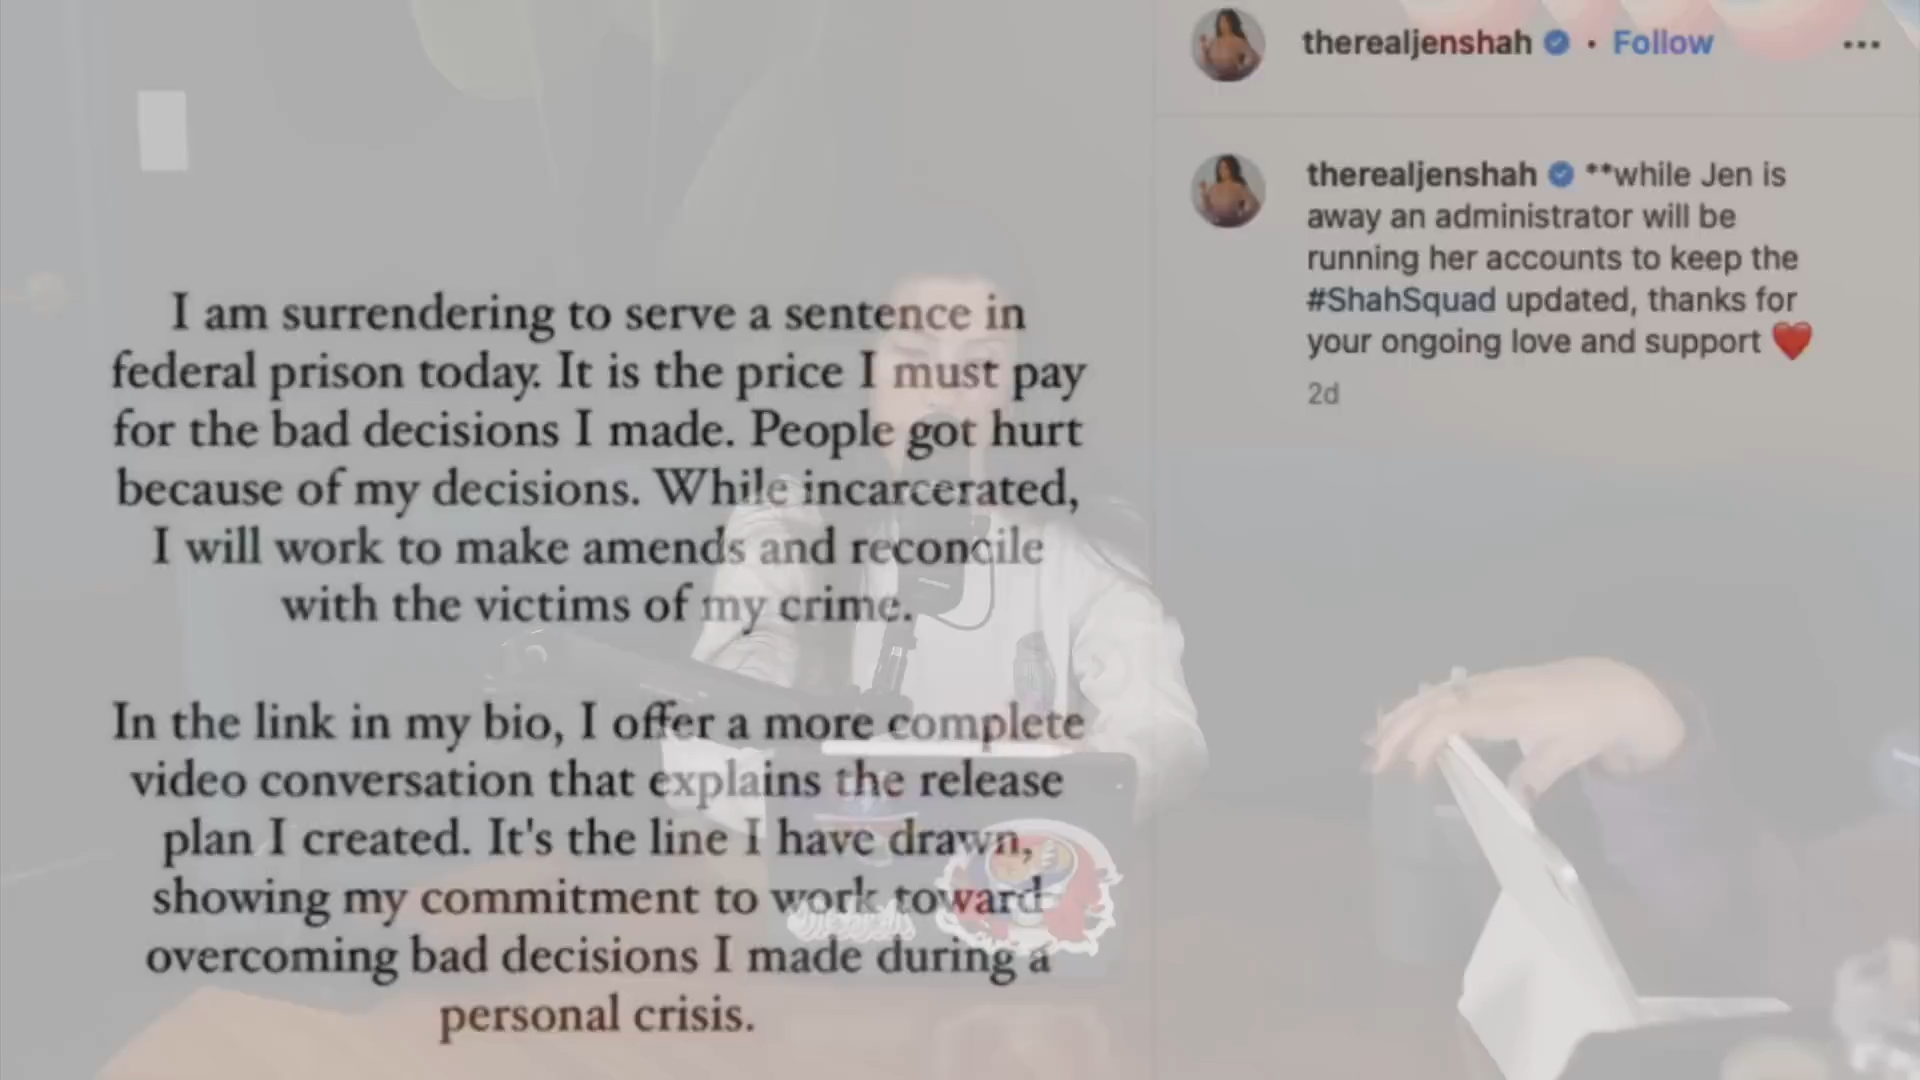 I am surrendering to serve a sentence in
federal prison today. It is the price I must pay
for the bad decisions I made. People got hurt
because of my decisions. While incarcerated,
I will work to make amends and reconcile
with the victims of my crime.
In the link in my bio, I offer a more complete
video conversation that explains the release
plan I created. It's the line I have drawn,
showing my commitment to work toward
overcoming bad decisions I made during a
personal crisis.
therealjenshah • Follow
therealjenshah **while Jen is
away an administrator will be
running her accounts to keep the
#ShahSquad updated, thanks for
your ongoing love and support ❤️
2d